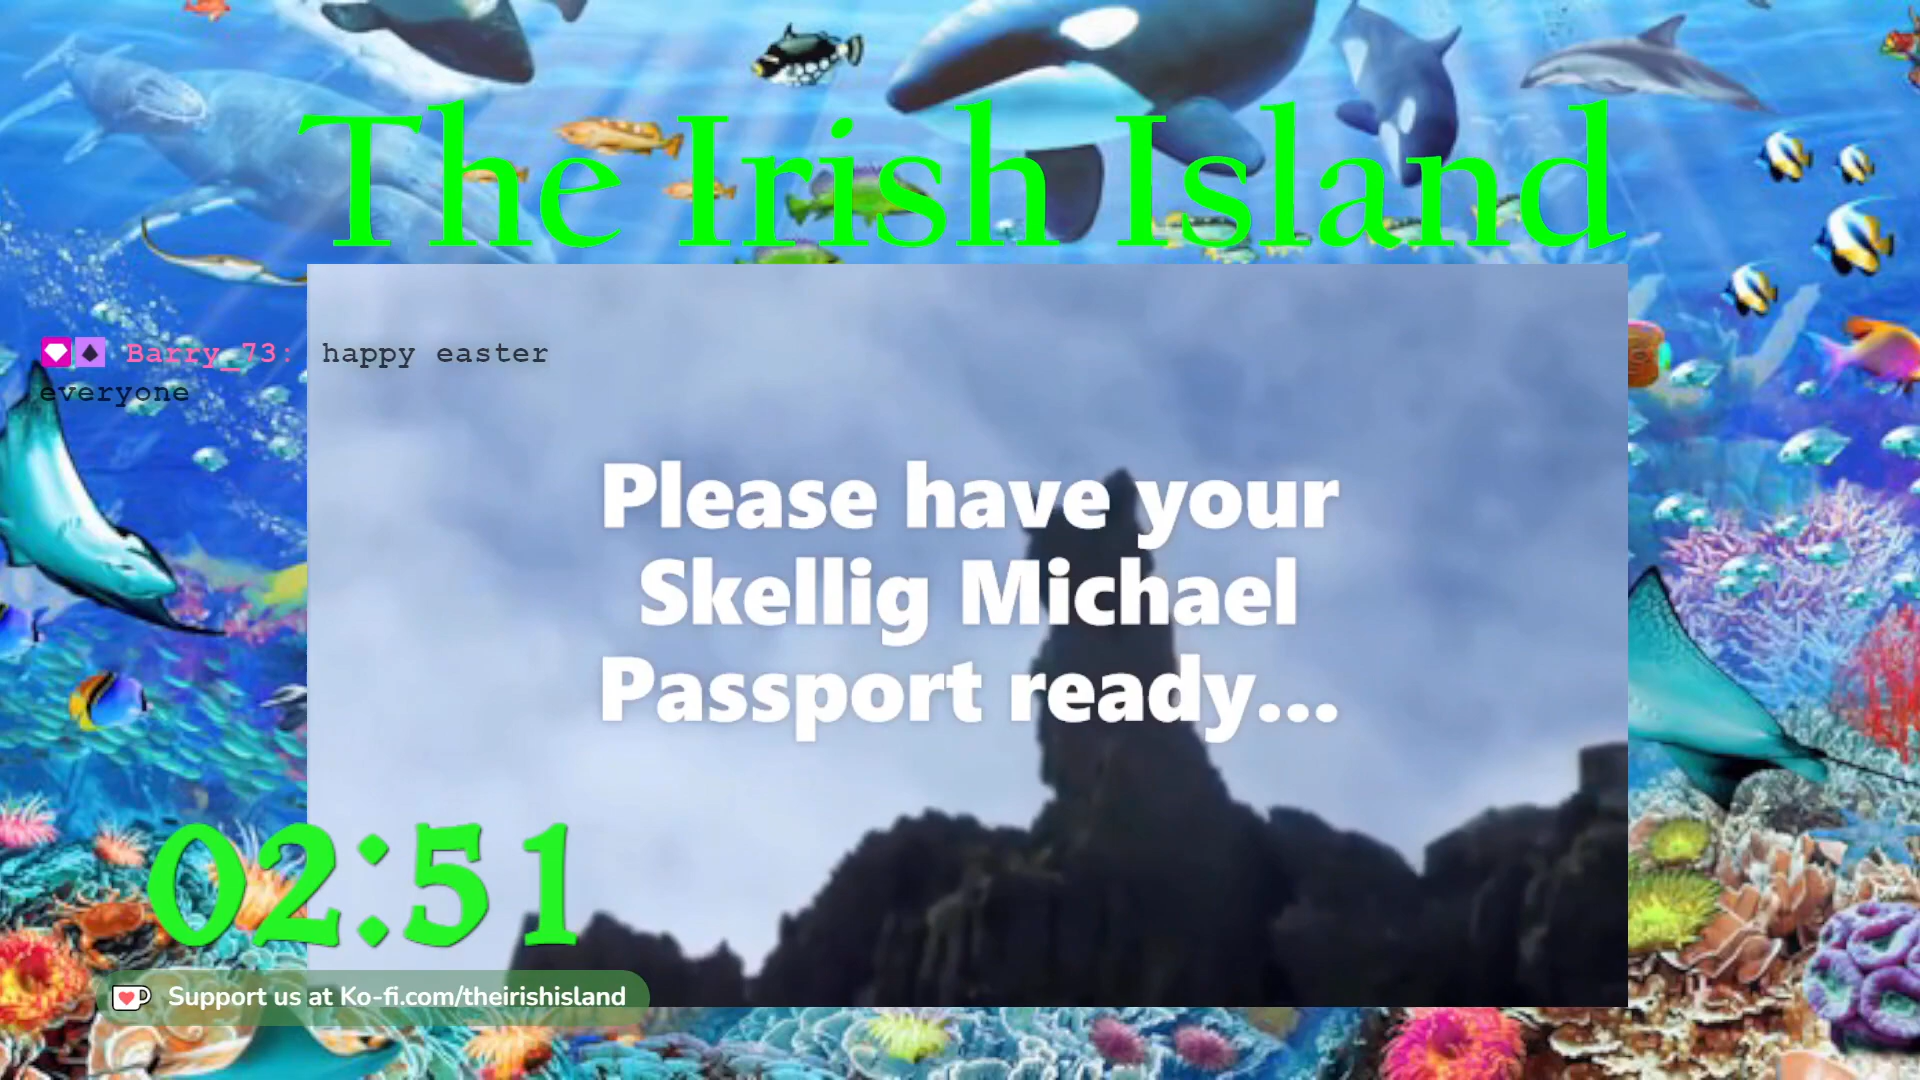 The Irish Island
Barry_73: happy easter
everyone
Please have your
Skellig Michael
Passport ready...
02:51
Support us at Ko-fi.com/theirishisland